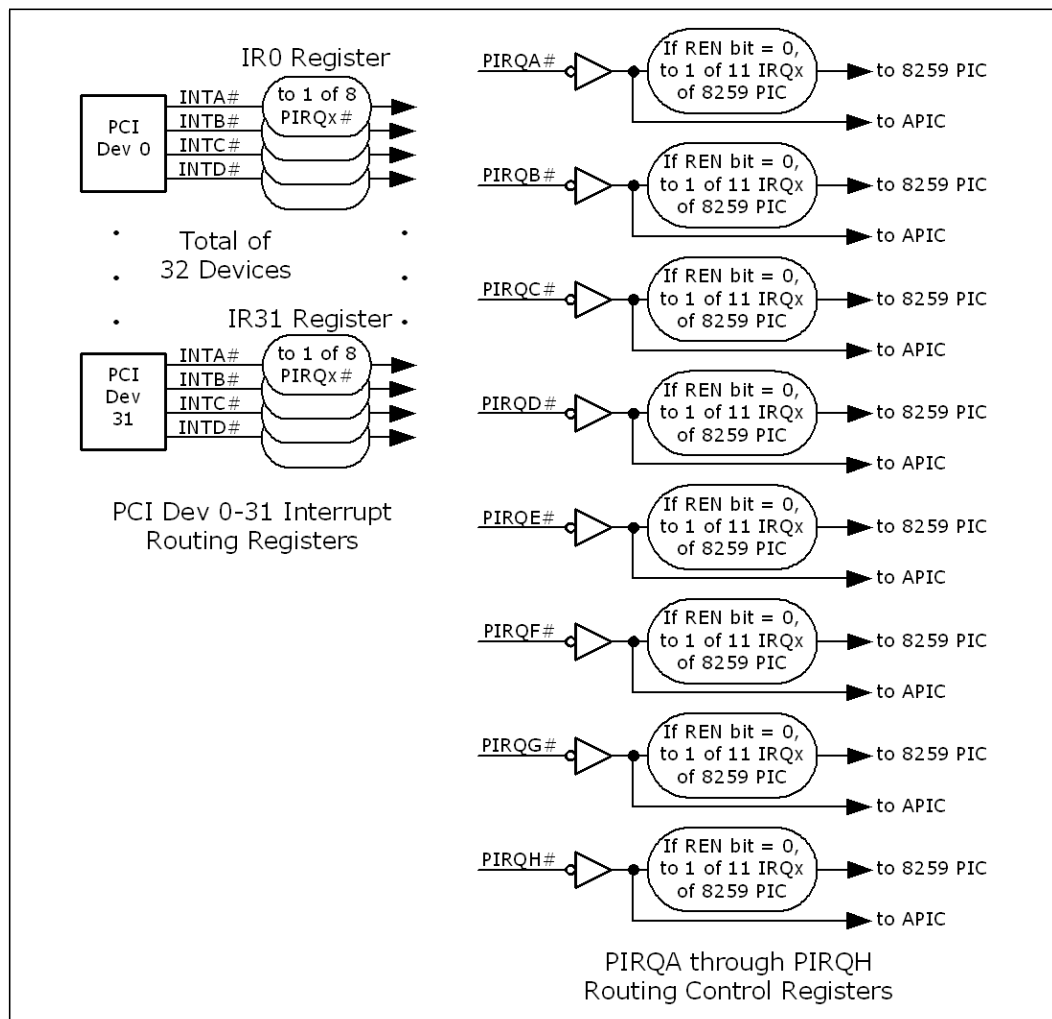 IR0 Register
PCI
Dev 0
INTA#
INTB#
INTC#
INTD#
to 1 of 8
PIRQx#
Total of
32 Devices
IR31 Register
PCI
Dev
31
INTA#
INTB#
INTC#
INTD#
to 1 of 8
PIRQx#
PCI Dev 0-31 Interrupt
Routing Registers
PIRQA#
If REN bit = 0,
to 1 of 11 IRQx
of 8259 PIC
to 8259 PIC
to APIC
PIRQB#
If REN bit = 0,
to 1 of 11 IRQx
of 8259 PIC
to 8259 PIC
to APIC
PIRQC#
If REN bit = 0,
to 1 of 11 IRQx
of 8259 PIC
to 8259 PIC
to APIC
PIRQD#
If REN bit = 0,
to 1 of 11 IRQx
of 8259 PIC
to 8259 PIC
to APIC
PIRQE#
If REN bit = 0,
to 1 of 11 IRQx
of 8259 PIC
to 8259 PIC
to APIC
PIRQF#
If REN bit = 0,
to 1 of 11 IRQx
of 8259 PIC
to 8259 PIC
to APIC
PIRQG#
If REN bit = 0,
to 1 of 11 IRQx
of 8259 PIC
to 8259 PIC
to APIC
PIRQH#
If REN bit = 0,
to 1 of 11 IRQx
of 8259 PIC
to 8259 PIC
to APIC
PIRQA through PIRQH
Routing Control Registers